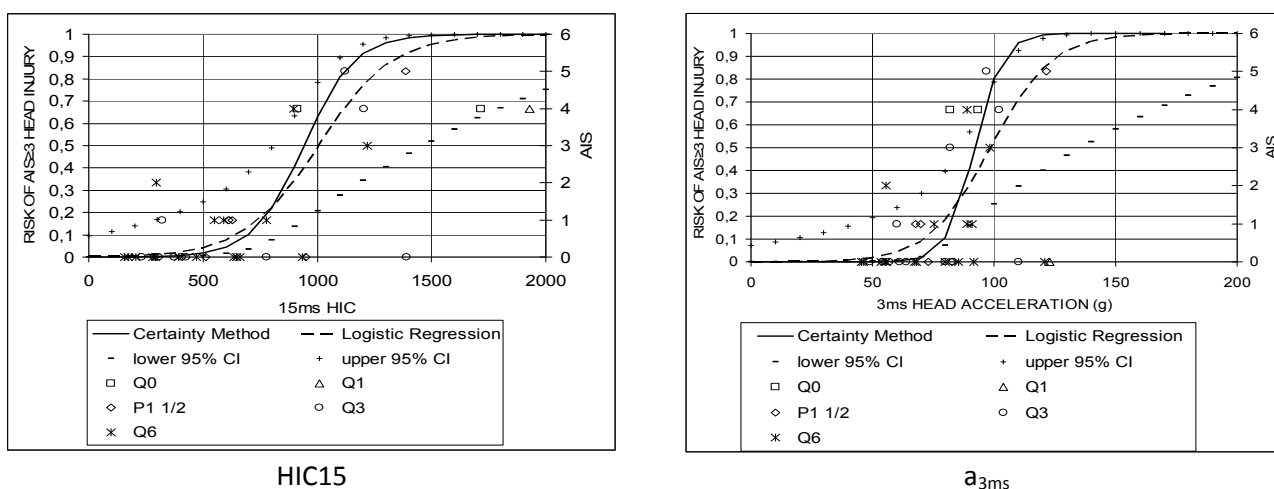 RISK OF AIS≥3 HEAD INJURY
1
0,9
0,8
0,7
0,6
0,5
0,4
0,3
0,2
0,1
0
6
5
4
3
2
1
0
AIS
0 500 1000 1500 2000
15ms HIC
Certainty Method Logistic Regression
lower 95% CI upper 95% CI
Q0 Q1
P1 1/2 Q3
Q6
HIC15
RISK OF AIS≥3 HEAD INJURY
1
0,9
0,8
0,7
0,6
0,5
0,4
0,3
0,2
0,1
0
6
5
4
3
2
1
0
AIS
0 50 100 150 200
3ms HEAD ACCELERATION (g)
Certainty Method Logistic Regression
lower 95% CI upper 95% CI
Q0 Q1
P1 1/2 Q3
Q6
a3ms